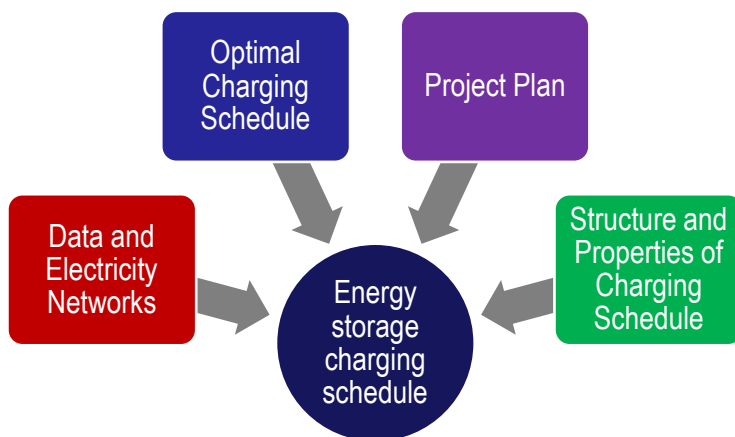 Optimal
Charging
Schedule
Project Plan
Data and
Electricity
Networks
Structure and
Properties of
Charging
Schedule
Energy
storage
charging
schedule